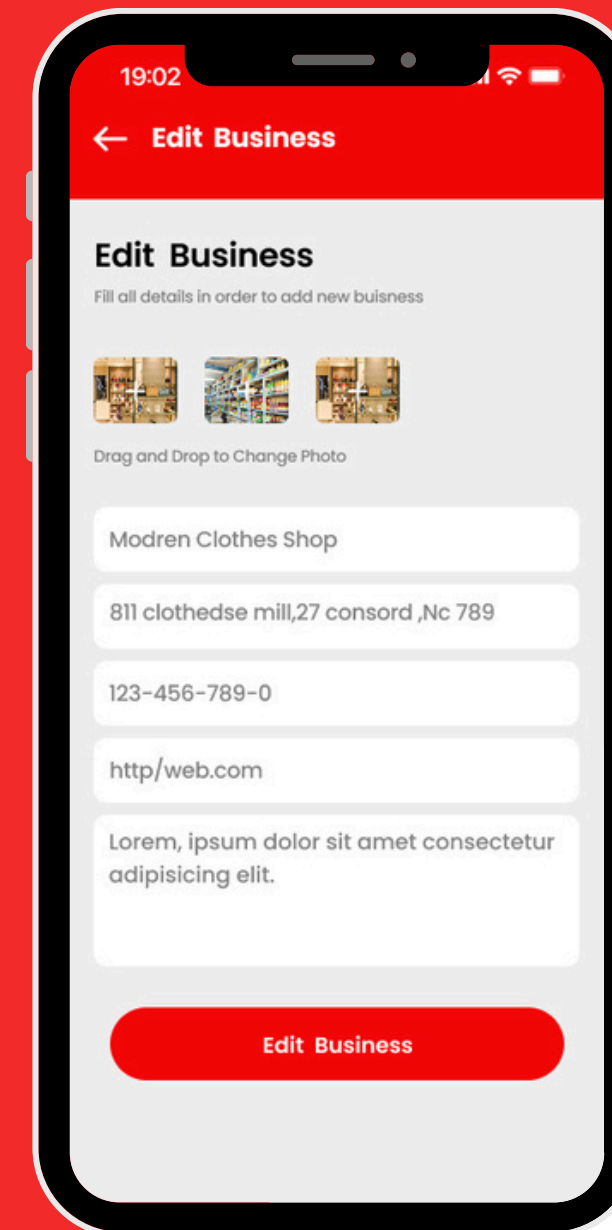 19:02
Edit Business
Edit Business
Fill all details in order to add new buisness
Drag and Drop to Change Photo
Modren Clothes Shop
811 clothedse mill,27 consord ,Nc 789
123-456-789-0
http/web.com
Lorem, ipsum dolor sit amet consectetur
adipisicing elit.
Edit Business